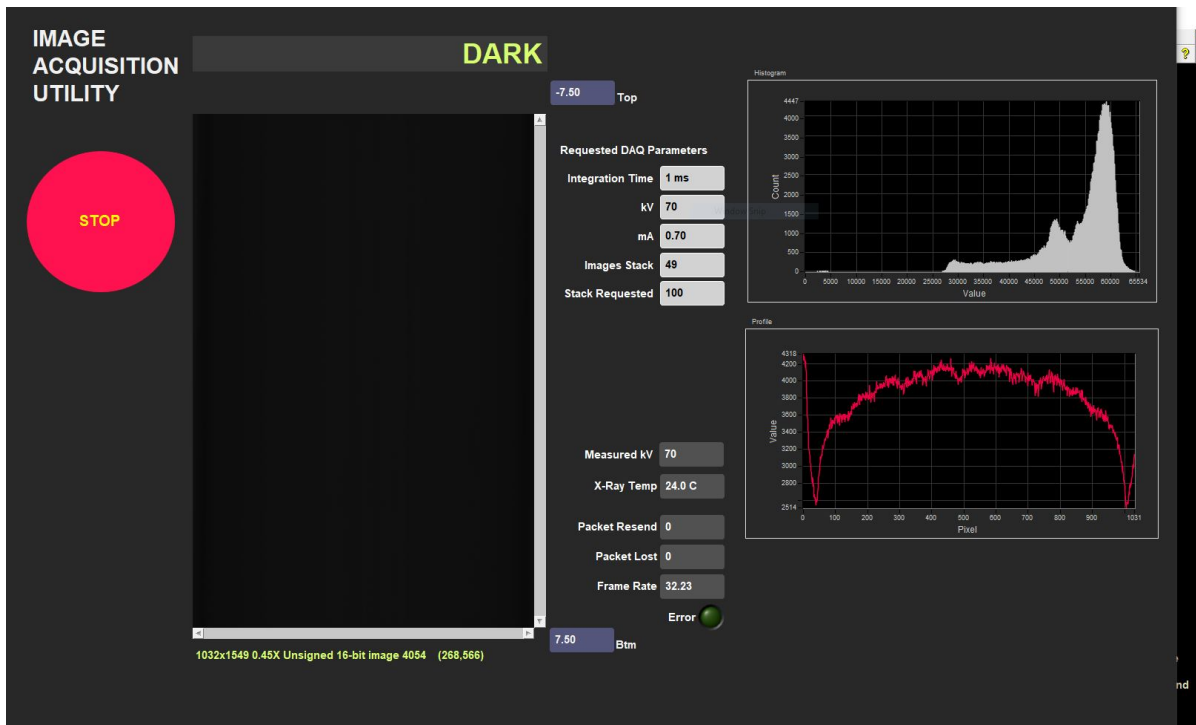 IMAGE
ACQUISITION
UTILITY
DARK
STOP
-7.50 Top
Requested DAQ Parameters
Integration Time 1 ms
kV 70
mA 0.70
Images Stack 49
Stack Requested 100
Measured kV 70
X-Ray Temp 24.0 C
Packet Resend 0
Packet Lost 0
Frame Rate 32.23
Error
7.50 Btm
1032x1549 0.45X Unsigned 16-bit image 4054 (268,566)
Histogram
Count
4447
4000
3500
3000
2500
2000
1500
1000
500
0
0 5000 10000 15000 20000 25000 30000 35000 40000 45000 50000 55000 60000 65534
Value
Profile
Value
4318
4200
4000
3800
3600
3400
3200
3000
2800
2514
0 100 200 300 400 500 600 700 800 900 1031
Pixel
?
nd